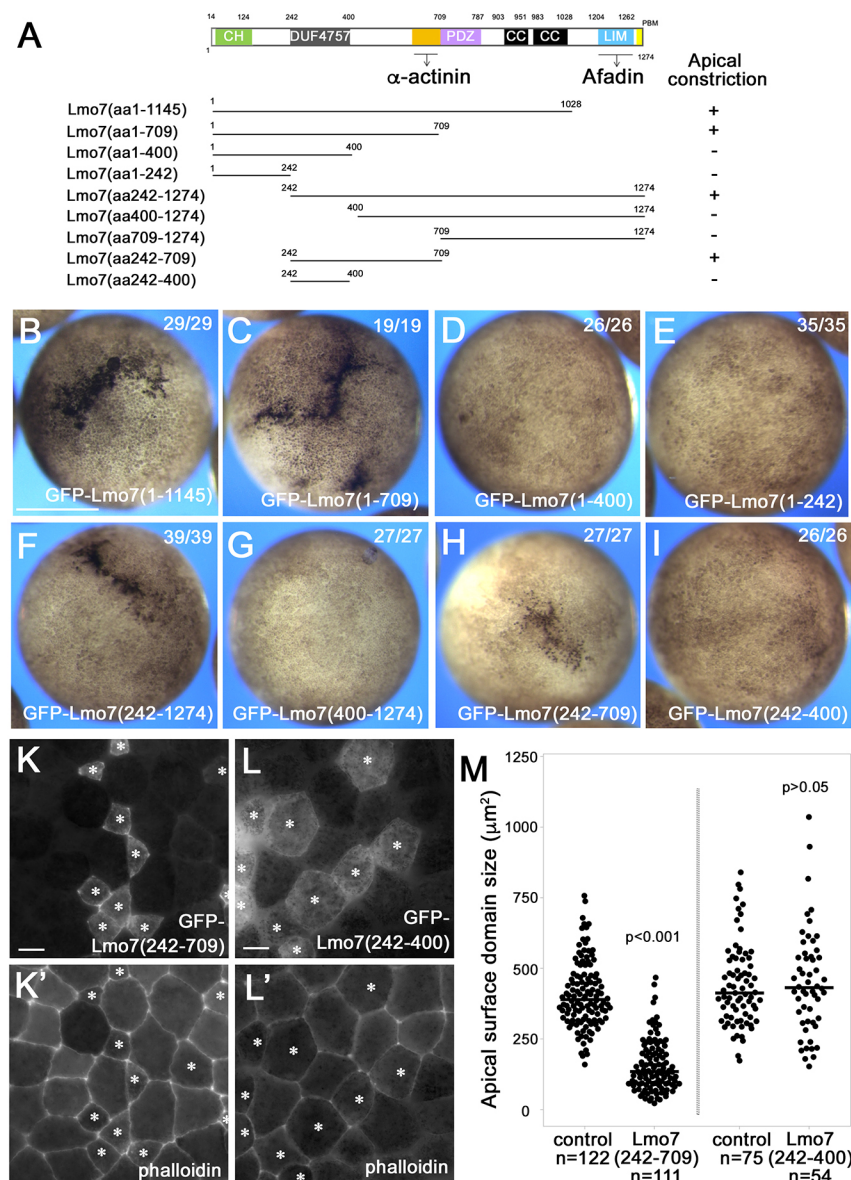 A
14 124 242 400 709 787 903 951 983 1028 1204 1262 PBM
CH DUF4757 PDZ CC CC LIM
1 1274
α-actinin Afadin
Apical
constriction
Lmo7(aa1-1145) 1 1028 +
Lmo7(aa1-709) 1 709 +
Lmo7(aa1-400) 1 400 -
Lmo7(aa1-242) 1 242 -
Lmo7(aa242-1274) 242 1274 +
Lmo7(aa400-1274) 400 1274 -
Lmo7(aa709-1274) 709 1274 -
Lmo7(aa242-709) 242 709 +
Lmo7(aa242-400) 242 400 -
B 29/29
GFP-Lmo7(1-1145)
C 19/19
GFP-Lmo7(1-709)
D 26/26
GFP-Lmo7(1-400)
E 35/35
GFP-Lmo7(1-242)
F 39/39
GFP-Lmo7(242-1274)
G 27/27
GFP-Lmo7(400-1274)
H 27/27
GFP-Lmo7(242-709)
I 26/26
GFP-Lmo7(242-400)
K
GFP-
Lmo7(242-709)
L
GFP-
Lmo7(242-400)
K'
phalloidin
L'
phalloidin
M
Apical surface domain size (μm²)
1250
1000
750
500
250
0
p<0.001
p>0.05
control
n=122
Lmo7
(242-709)
n=111
control
n=75
Lmo7
(242-400)
n=54